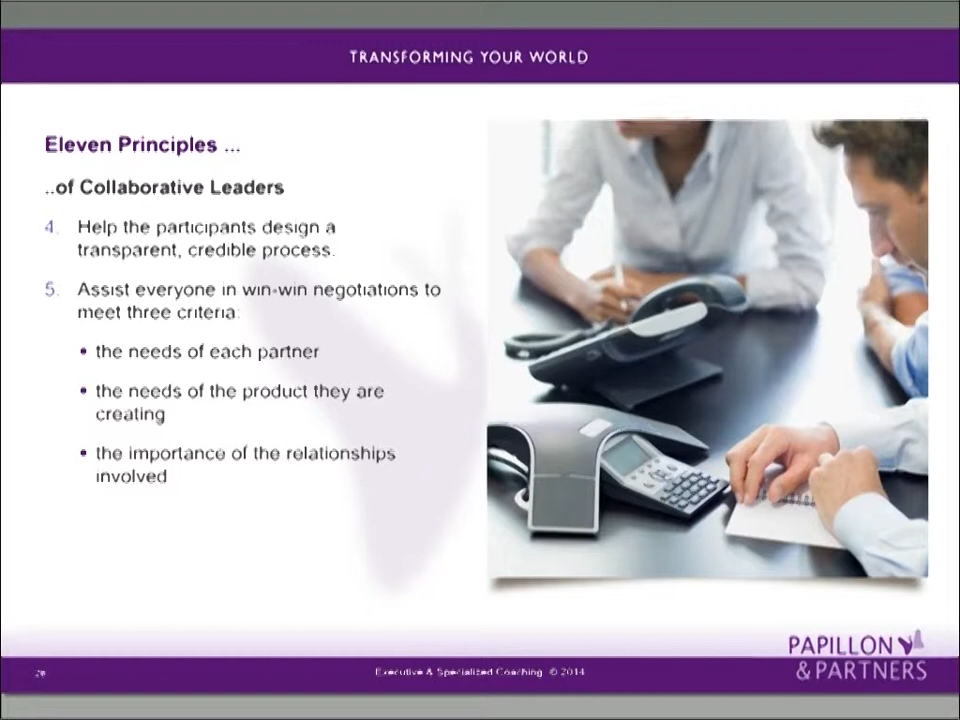 TRANSFORMING YOUR WORLD
Eleven Principles ...
..of Collaborative Leaders
4. Help the participants design a
transparent, credible process.
5. Assist everyone in win-win negotiations to
meet three criteria:
• the needs of each partner
• the needs of the product they are
creating
• the importance of the relationships
involved
PAPILLON
& PARTNERS
Executive & Specialized Coaching © 2014